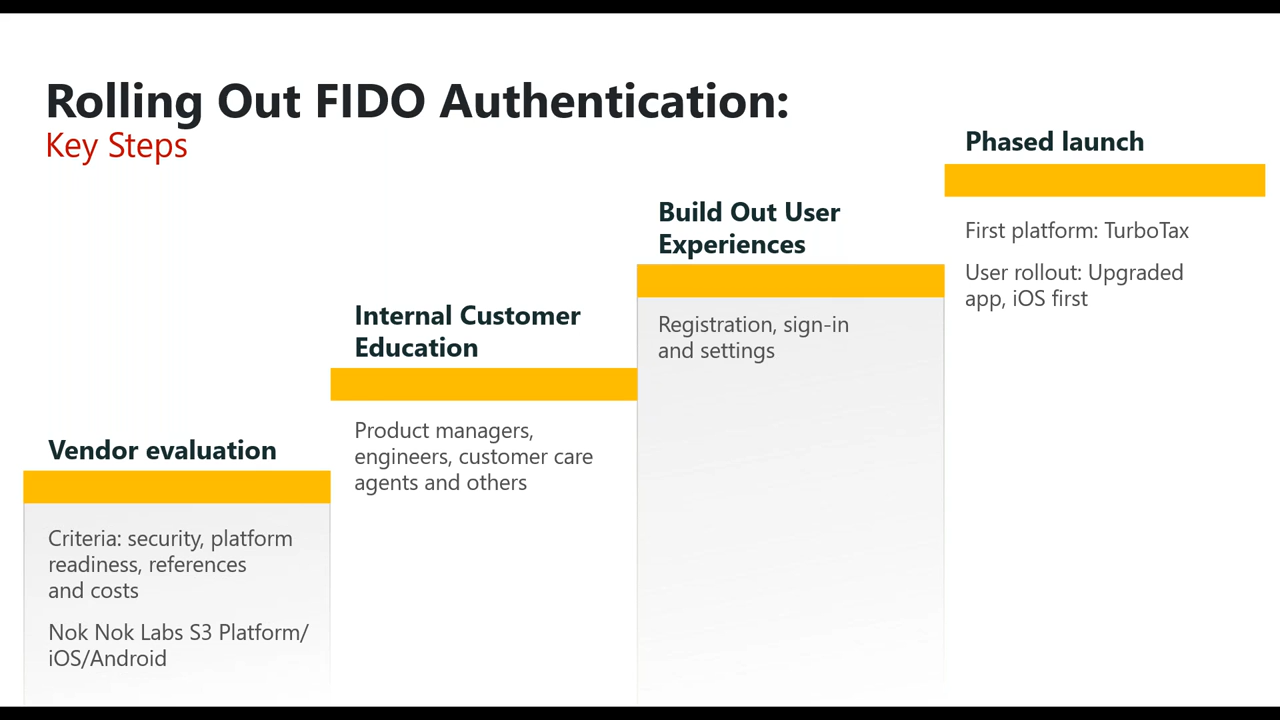 Rolling Out FIDO Authentication:
Key Steps
Vendor evaluation
Criteria: security, platform
readiness, references
and costs
Nok Nok Labs S3 Platform/
iOS/Android
Internal Customer
Education
Product managers,
engineers, customer care
agents and others
Build Out User
Experiences
Registration, sign-in
and settings
Phased launch
First platform: TurboTax
User rollout: Upgraded
app, iOS first